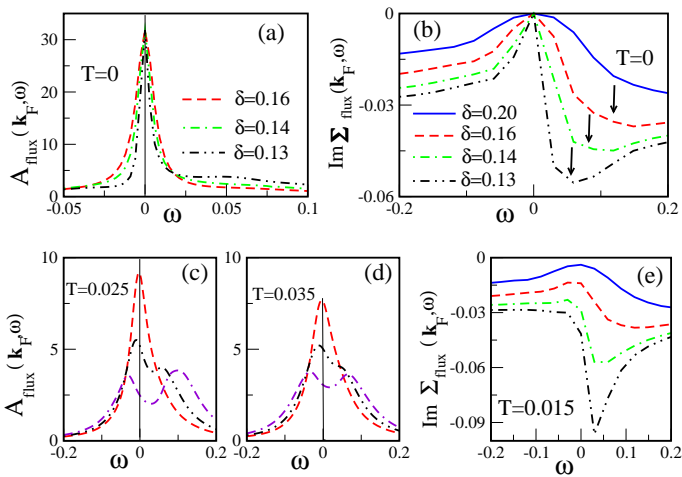 (a)
T=0
δ=0.16
δ=0.14
δ=0.13
A_flux (k_F,ω)
30
25
20
15
10
5
0
-0.05 0 0.05 0.1
ω
(b)
T=0
δ=0.20
δ=0.16
δ=0.14
δ=0.13
Im Σ_flux (k_F,ω)
0
-0.03
-0.06
-0.2 0 0.2
ω
(c)
T=0.025
A_flux (k_F,ω)
10
5
0
-0.2 0 0.2
ω
(d)
T=0.035
10
5
0
-0.2 0 0.2
ω
(e)
T=0.015
Im Σ_flux (k_F,ω)
0
-0.03
-0.06
-0.09
-0.2 -0.1 0 0.1 0.2
ω